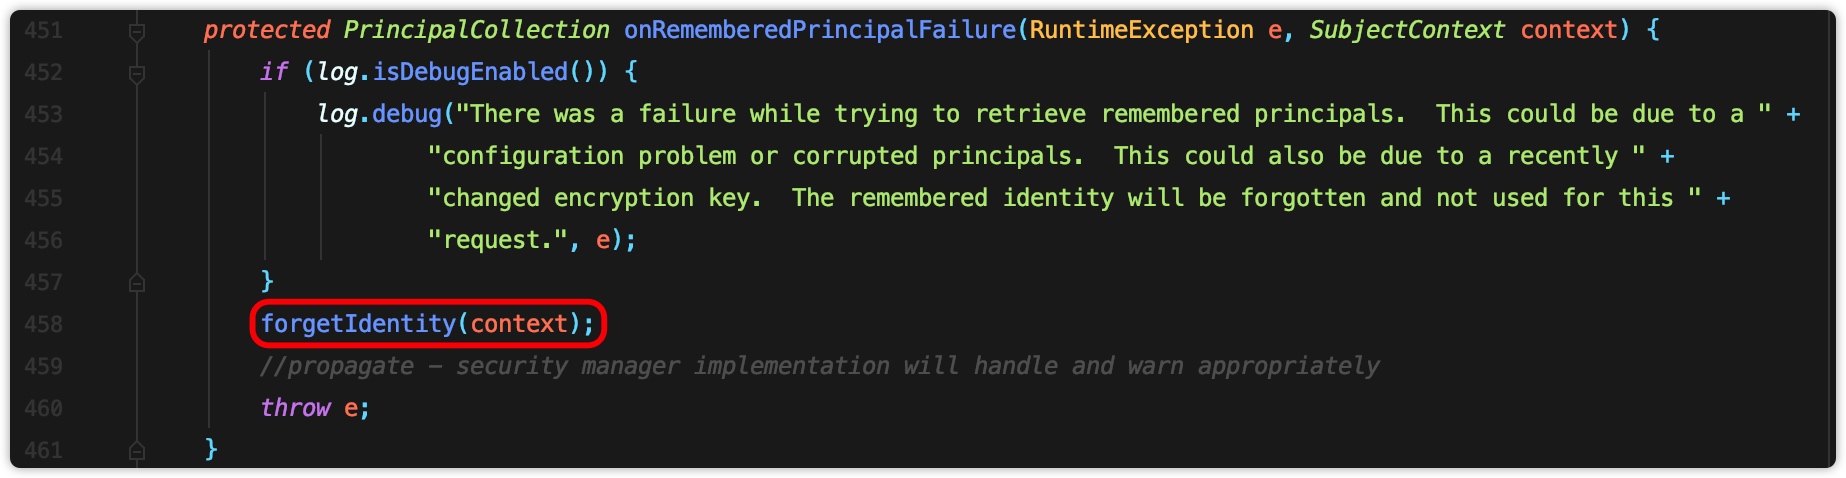 451 protected PrincipalCollection onRememberedPrincipalFailure(RuntimeException e, SubjectContext context) {
452 if (log.isDebugEnabled()) {
453 log.debug("There was a failure while trying to retrieve remembered principals.  This could be due to a " +
454 "configuration problem or corrupted principals.  This could also be due to a recently " +
455 "changed encryption key.  The remembered identity will be forgotten and not used for this " +
456 "request.", e);
457 }
458 forgetIdentity(context);
459 //propagate - security manager implementation will handle and warn appropriately
460 throw e;
461 }